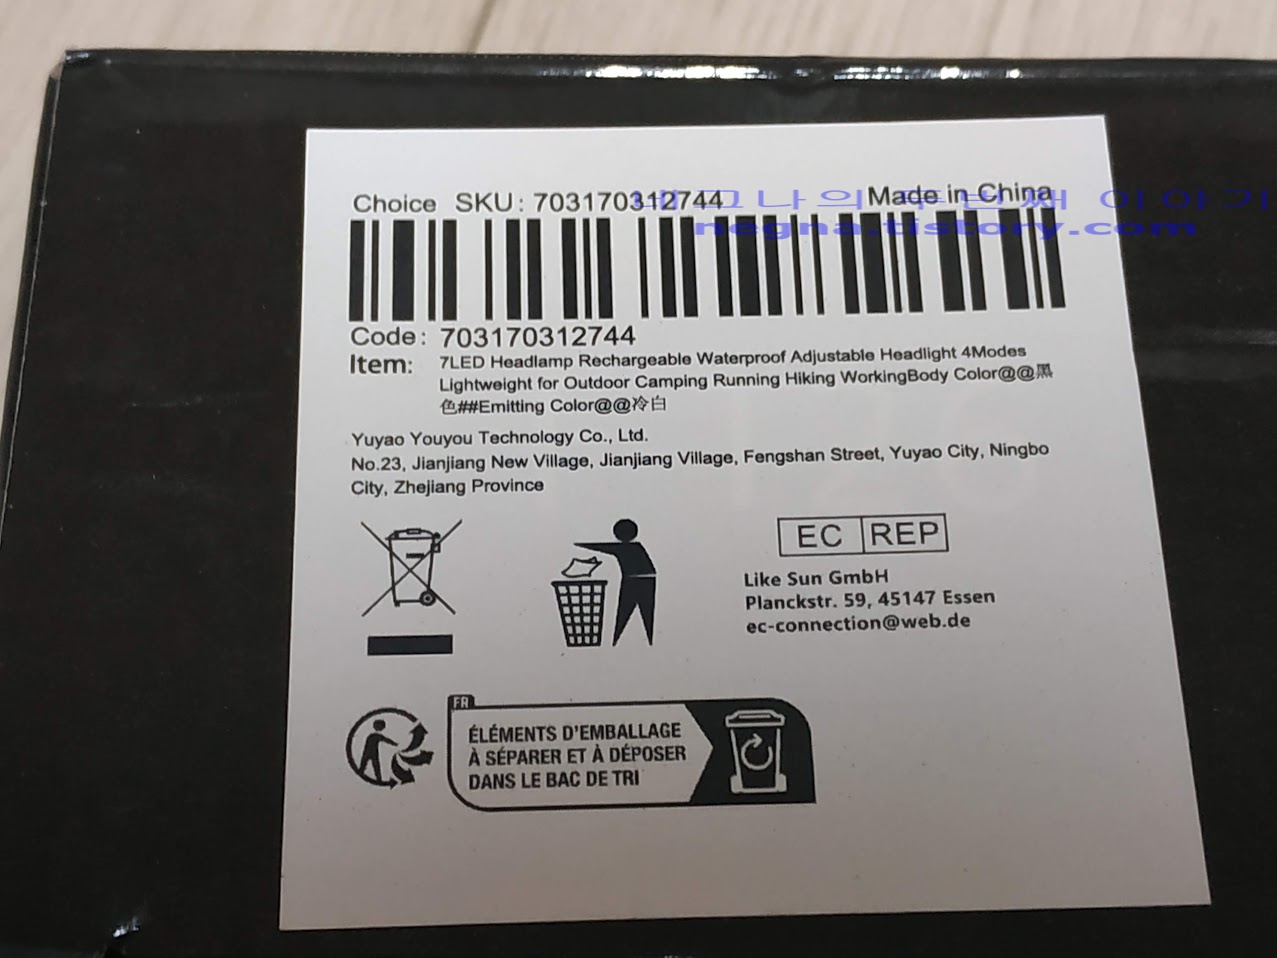 Choice SKU: 703170312744
Made in China
네그나의 두번째 이야기
negna.tistory.com
Code: 703170312744
Item: 7LED Headlamp Rechargeable Waterproof Adjustable Headlight 4Modes
Lightweight for Outdoor Camping Running Hiking WorkingBody Color@@黑
色##Emitting Color@@冷白
Yuyao Youyou Technology Co., Ltd.
No.23, Jianjiang New Village, Jianjiang Village, Fengshan Street, Yuyao City, Ningbo
City, Zhejiang Province
EC REP
Like Sun GmbH
Planckstr. 59, 45147 Essen
ec-connection@web.de
FR
ÉLÉMENTS D'EMBALLAGE
À SÉPARER ET À DÉPOSER
DANS LE BAC DE TRI